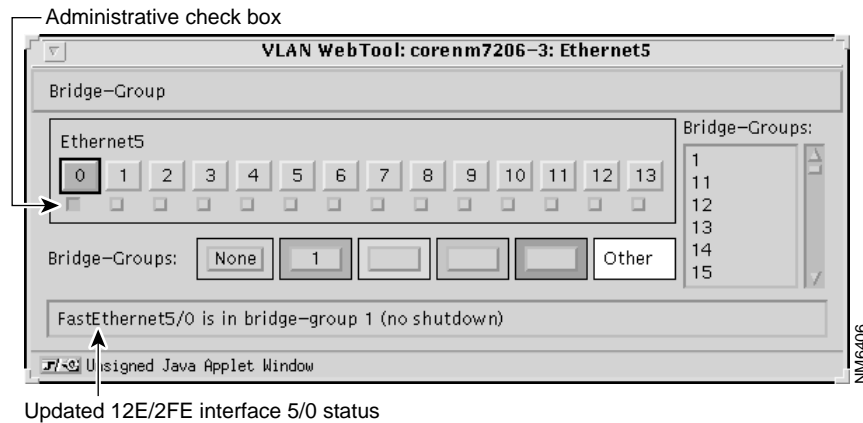 Administrative check box
VLAN WebTool: corenm7206-3: Ethernet5
Bridge-Group
Ethernet5
0 1 2 3 4 5 6 7 8 9 10 11 12 13
Bridge-Groups: None 1 Other
Bridge-Groups:
1
11
12
13
14
15
FastEthernet5/0 is in bridge-group 1 (no shutdown)
Unsigned Java Applet Window
NM6406
Updated 12E/2FE interface 5/0 status